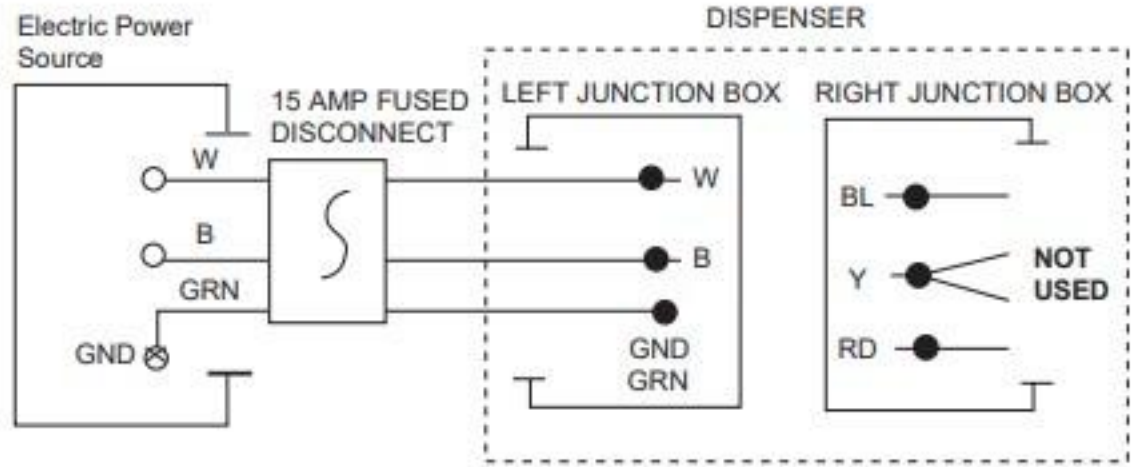 DISPENSER
Electric Power
Source
15 AMP FUSED
DISCONNECT
LEFT JUNCTION BOX
RIGHT JUNCTION BOX
W
W
B
B
GRN
GND
GND
GRN
BL
Y
NOT
USED
RD